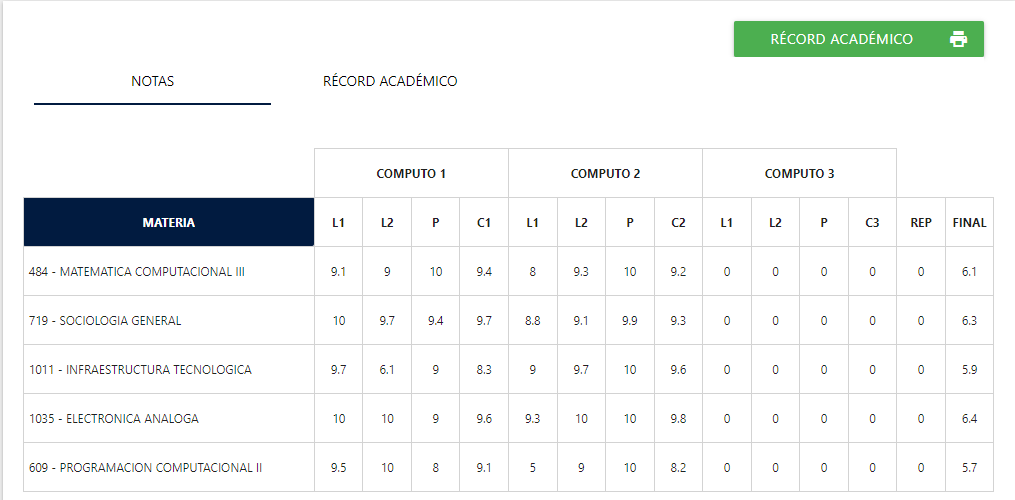 RÉCORD ACADÉMICO
NOTAS RÉCORD ACADÉMICO
COMPUTO 1 COMPUTO 2 COMPUTO 3
MATERIA L1 L2 P C1 L1 L2 P C2 L1 L2 P C3 REP FINAL
484 - MATEMATICA COMPUTACIONAL III 9.1 9 10 9.4 8 9.3 10 9.2 0 0 0 0 0 6.1
719 - SOCIOLOGIA GENERAL 10 9.7 9.4 9.7 8.8 9.1 9.9 9.3 0 0 0 0 0 6.3
1011 - INFRAESTRUCTURA TECNOLOGICA 9.7 6.1 9 8.3 9 9.7 10 9.6 0 0 0 0 0 5.9
1035 - ELECTRONICA ANALOGA 10 10 9 9.6 9.3 10 10 9.8 0 0 0 0 0 6.4
609 - PROGRAMACION COMPUTACIONAL II 9.5 10 8 9.1 5 9 10 8.2 0 0 0 0 0 5.7